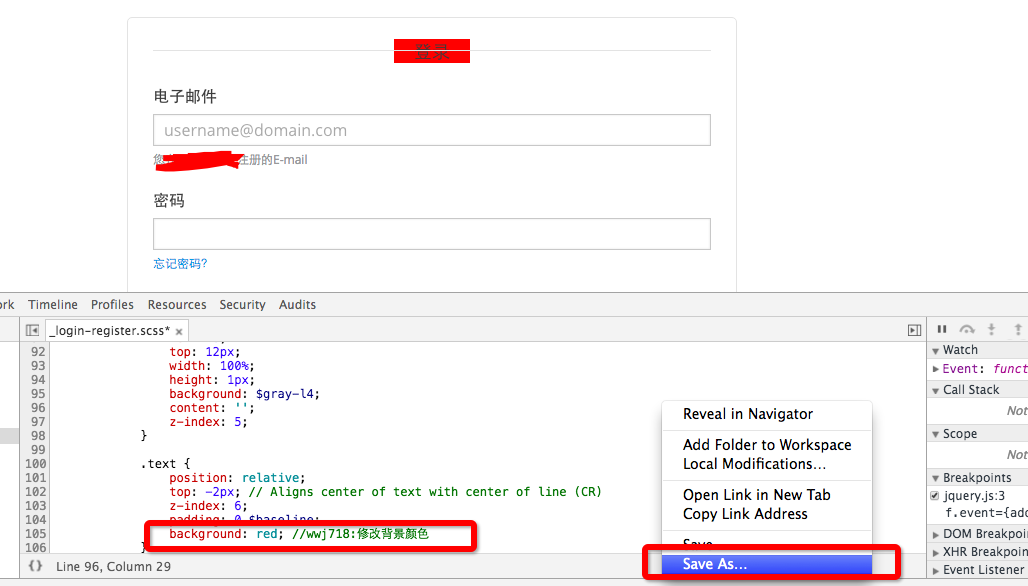 登录
电子邮件
username@domain.com
注册的E-mail
密码
忘记密码?
Timeline Profiles Resources Security Audits
_login-register.scss* ×
92 top: 12px;
93 width: 100%;
94 height: 1px;
95 background: $gray-l4;
96 content: '';
97 z-index: 5;
98 }
99
100 .text {
101 position: relative;
102 top: -2px; // Aligns center of text with center of line (CR)
103 z-index: 6;
104 padding: 0 $baseline;
105 background: red; //wwj718:修改背景颜色
106 }
{} Line 96, Column 29
Reveal in Navigator
Add Folder to Workspace
Local Modifications...
Open Link in New Tab
Copy Link Address
Save
Save As...
Watch
Event: funct
Call Stack
Not
Scope
Not
Breakpoints
jquery.js:3
f.event={add
DOM Breakpoi
XHR Breakpoin
Event Listener